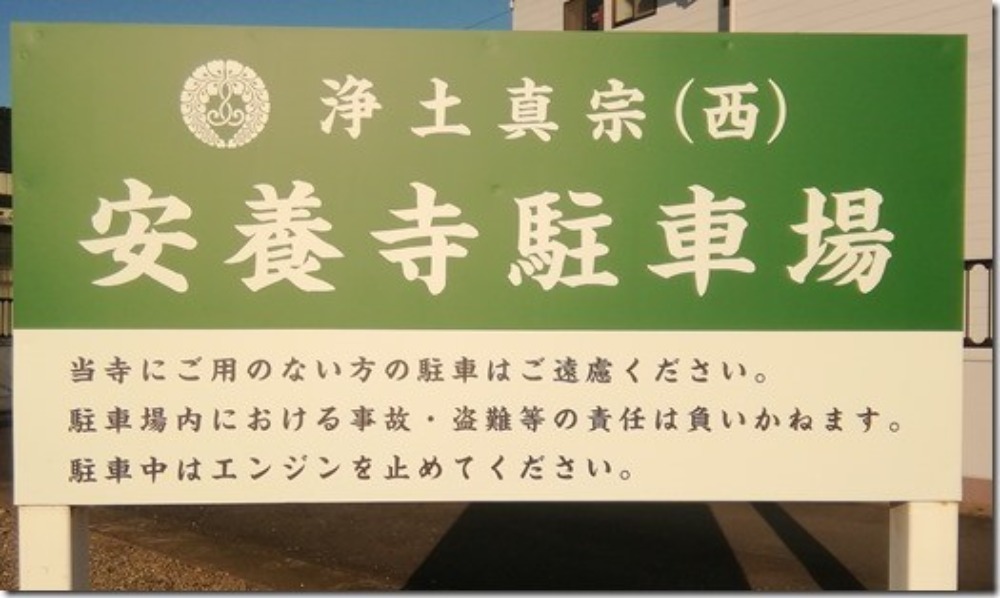 浄土真宗(西)
安養寺駐車場
当寺にご用のない方の駐車はご遠慮ください。
駐車場内における事故・盗難等の責任は負いかねます。
駐車中はエンジンを止めてください。